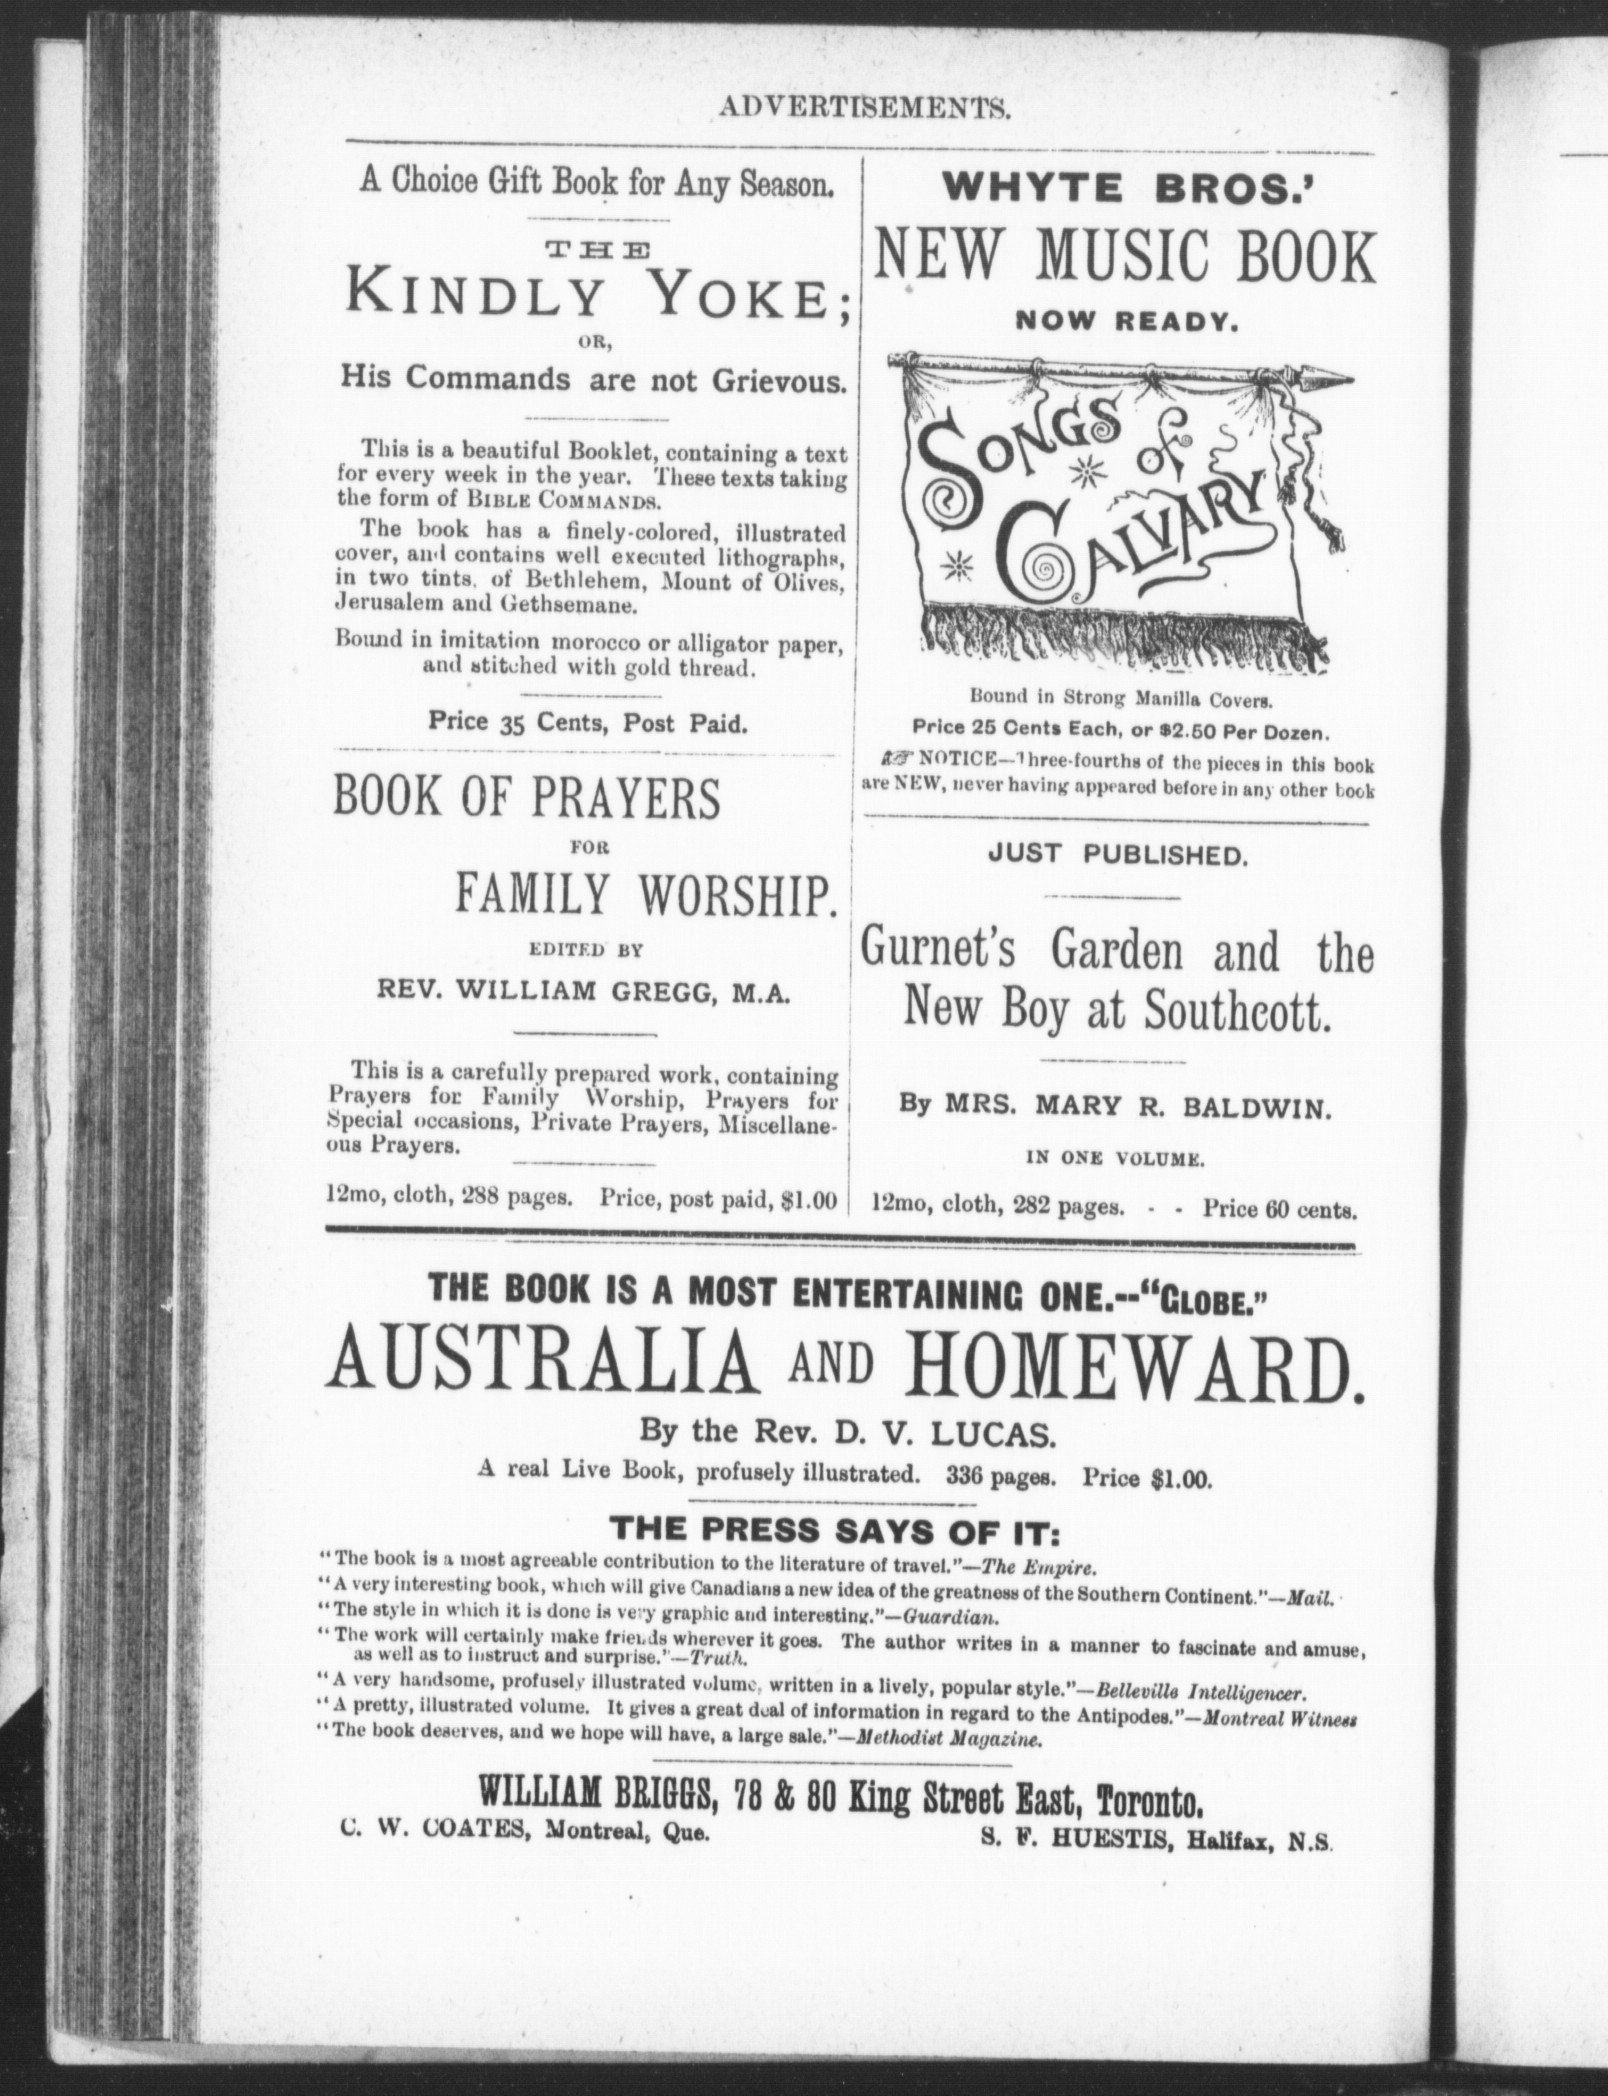 ADVERTISEMENTS.
A Choice Gift Book for Any Season.
THE
KINDLY YOKE;
OR,
His Commands are not Grievous.
This is a beautiful Booklet, containing a text
for every week in the year. These texts taking
the form of BIBLE COMMANDS.
The book has a finely-colored, illustrated
cover, and contains well executed lithographs,
in two tints, of Bethlehem, Mount of Olives,
Jerusalem and Gethsemane.
Bound in imitation morocco or alligator paper,
and stitched with gold thread.
Price 35 Cents, Post Paid.
BOOK OF PRAYERS
FOR
FAMILY WORSHIP.
EDITED BY
REV. WILLIAM GREGG, M.A.
This is a carefully prepared work, containing
Prayers for Family Worship, Prayers for
Special occasions, Private Prayers, Miscellane-
ous Prayers.
12mo, cloth, 288 pages. Price, post paid, $1.00
WHYTE BROS.'
NEW MUSIC BOOK
NOW READY.
SONGS of
CALVARY
Bound in Strong Manilla Covers.
Price 25 Cents Each, or $2.50 Per Dozen.
☞ NOTICE—Three-fourths of the pieces in this book
are NEW, never having appeared before in any other book
JUST PUBLISHED.
Gurnet's Garden and the
New Boy at Southcott.
By MRS. MARY R. BALDWIN.
IN ONE VOLUME.
12mo, cloth, 282 pages. - - Price 60 cents.
THE BOOK IS A MOST ENTERTAINING ONE.--"GLOBE."
AUSTRALIA AND HOMEWARD.
By the Rev. D. V. LUCAS.
A real Live Book, profusely illustrated. 336 pages. Price $1.00.
THE PRESS SAYS OF IT:
"The book is a most agreeable contribution to the literature of travel."—The Empire.
"A very interesting book, which will give Canadians a new idea of the greatness of the Southern Continent."—Mail.
"The style in which it is done is very graphic and interesting."—Guardian.
"The work will certainly make friends wherever it goes. The author writes in a manner to fascinate and amuse,
as well as to instruct and surprise."—Truth.
"A very handsome, profusely illustrated volume, written in a lively, popular style."—Belleville Intelligencer.
"A pretty, illustrated volume. It gives a great deal of information in regard to the Antipodes."—Montreal Witness
"The book deserves, and we hope will have, a large sale."—Methodist Magazine.
WILLIAM BRIGGS, 78 & 80 King Street East, Toronto.
C. W. COATES, Montreal, Que. S. F. HUESTIS, Halifax, N.S.